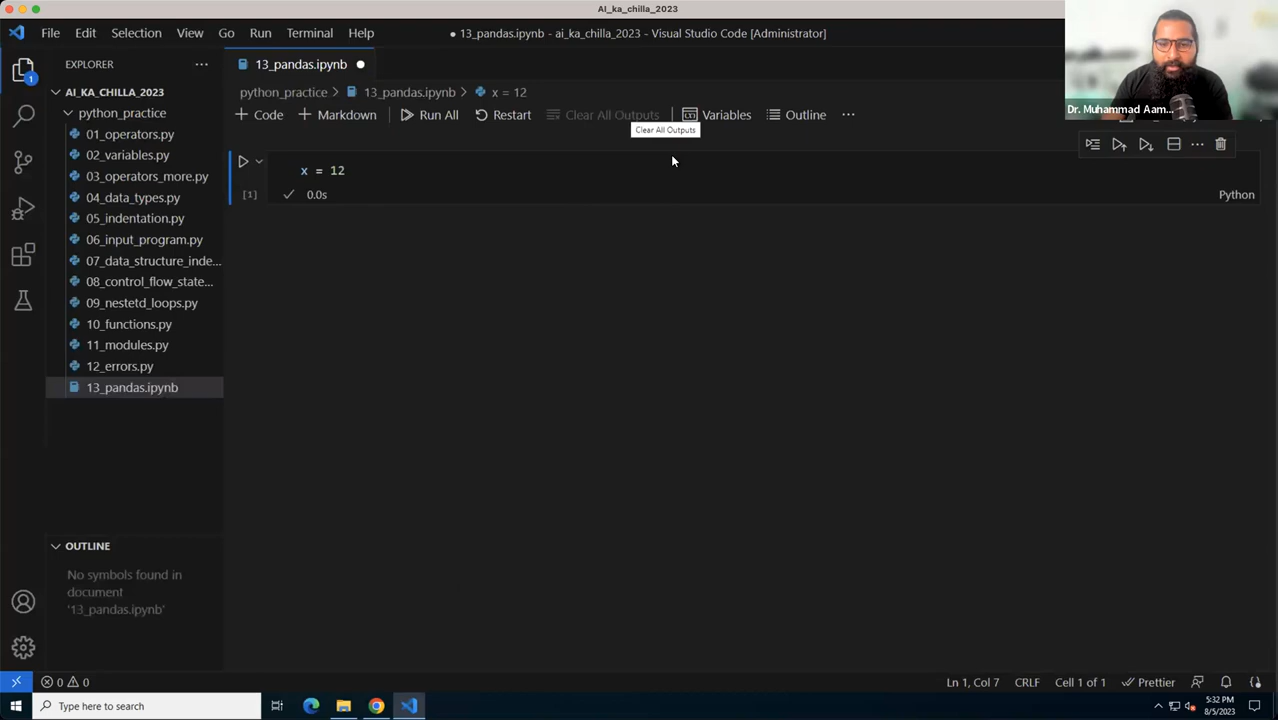 AI_ka_chilla_2023
File Edit Selection View Go Run Terminal Help
● 13_pandas.ipynb - ai_ka_chilla_2023 - Visual Studio Code [Administrator]
Dr. Muhammad Aam...
EXPLORER ...
13_pandas.ipynb ●
AI_KA_CHILLA_2023
python_practice > 13_pandas.ipynb > x = 12
+ Code + Markdown Run All Restart Clear All Outputs Variables Outline ...
Clear All Outputs
python_practice
01_operators.py
02_variables.py
03_operators_more.py
04_data_types.py
05_indentation.py
06_input_program.py
07_data_structure_inde...
08_control_flow_state...
09_nestetd_loops.py
10_functions.py
11_modules.py
12_errors.py
13_pandas.ipynb
x = 12
[1] ✓ 0.0s
Python
OUTLINE
No symbols found in
document
'13_pandas.ipynb'
1
0 0
Ln 1, Col 7 CRLF Cell 1 of 1 Prettier
Type here to search
5:32 PM
8/5/2023